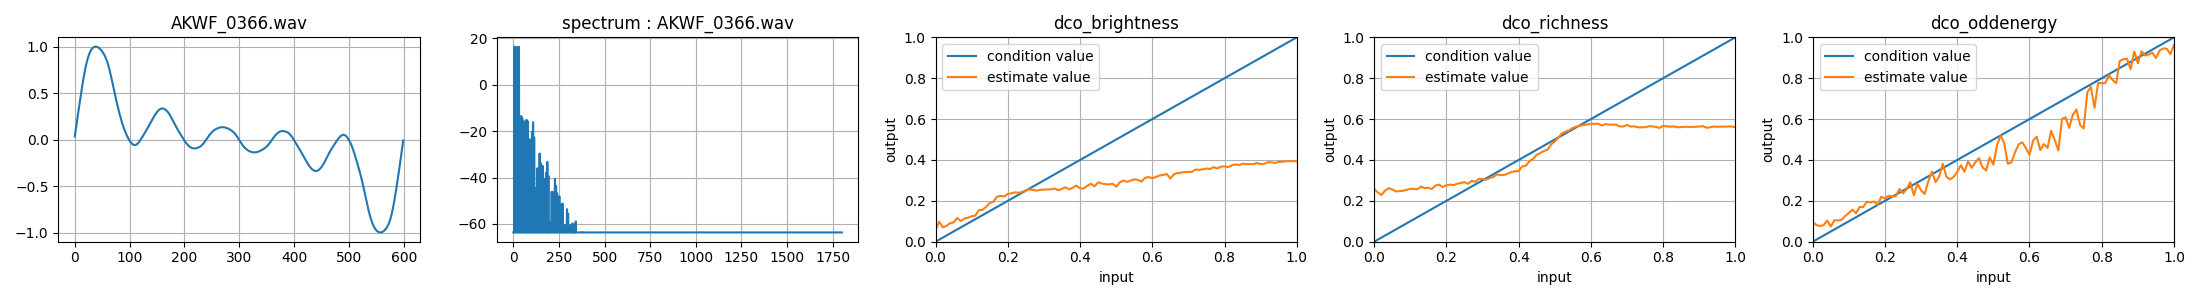 AKWF_0366.wav
1.0
0.5
0.0
−0.5
−1.0
0 100 200 300 400 500 600
spectrum : AKWF_0366.wav
20
0
−20
−40
−60
0 250 500 750 1000 1250 1500 1750
dco_brightness
condition value
estimate value
output
1.0
0.8
0.6
0.4
0.2
0.0
0.0 0.2 0.4 0.6 0.8 1.0
input
dco_richness
condition value
estimate value
output
1.0
0.8
0.6
0.4
0.2
0.0
0.0 0.2 0.4 0.6 0.8 1.0
input
dco_oddenergy
condition value
estimate value
output
1.0
0.8
0.6
0.4
0.2
0.0
0.0 0.2 0.4 0.6 0.8 1.0
input